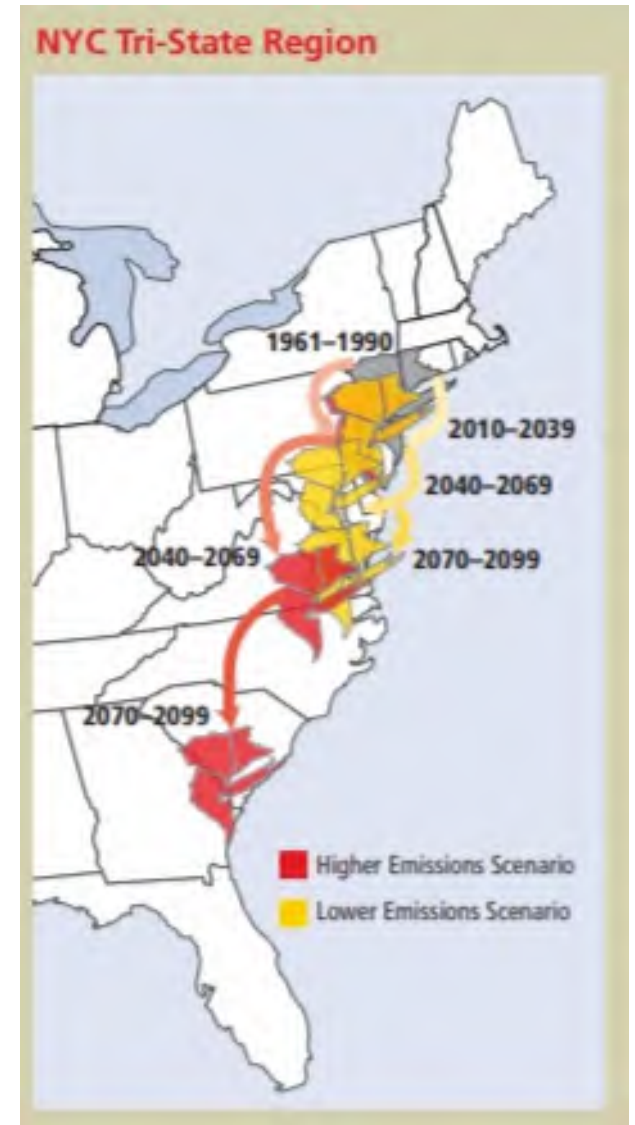 NYC Tri-State Region
1961–1990
2010–2039
2040–2069
2040–2069
2070–2099
2070–2099
Higher Emissions Scenario
Lower Emissions Scenario